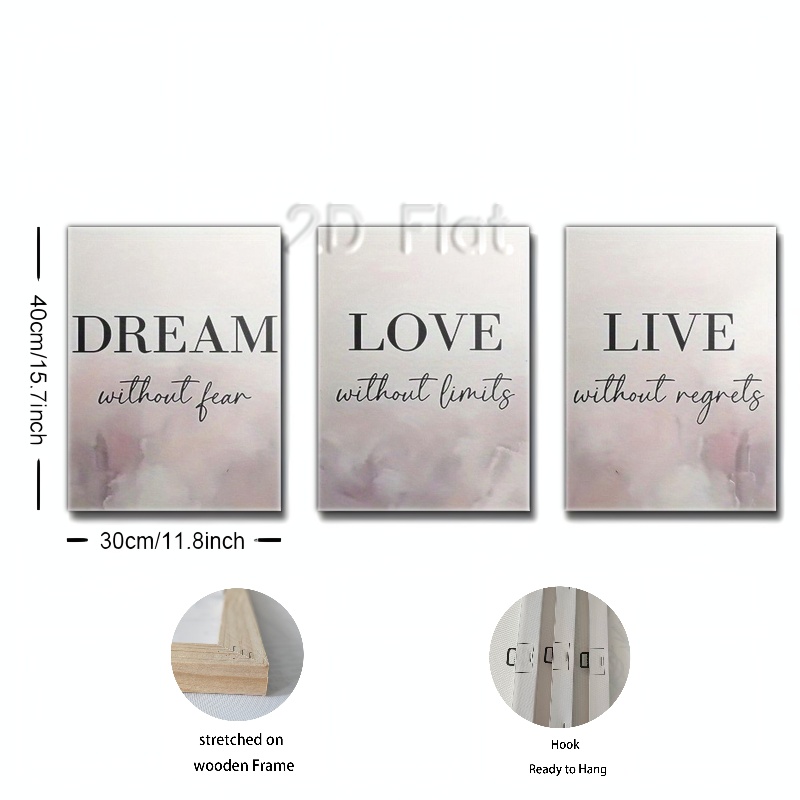 2.D Flat.
DREAM
without fear
LOVE
without limits
LIVE
without regrets
40cm/15.7inch
30cm/11.8inch
stretched on
wooden Frame
Hook
Ready to Hang